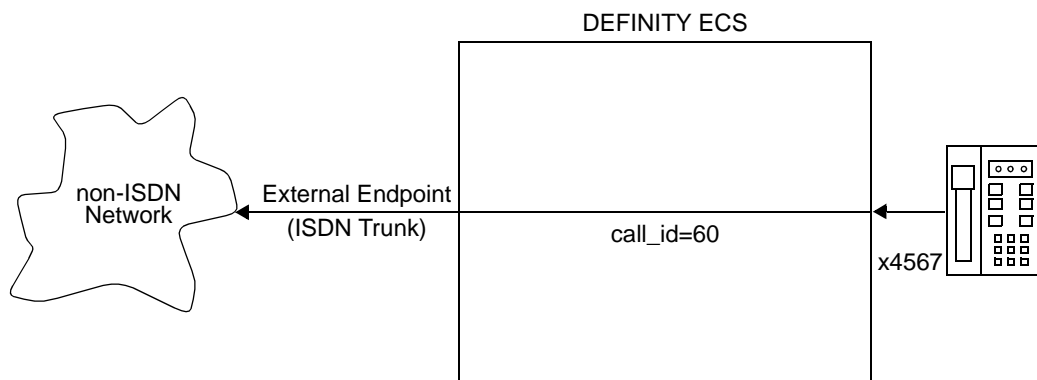 DEFINITY ECS
non-ISDN
Network
External Endpoint
(ISDN Trunk)
call_id=60
x4567